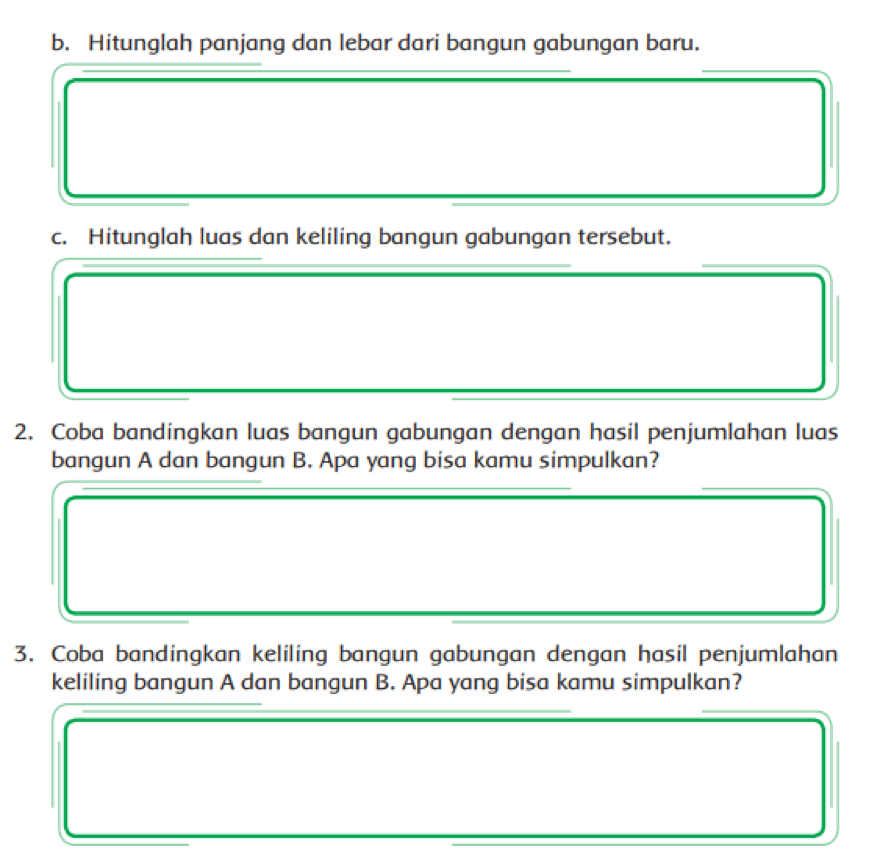 b. Hitunglah panjang dan lebar dari bangun gabungan baru.
c. Hitunglah luas dan keliling bangun gabungan tersebut.
2. Coba bandingkan luas bangun gabungan dengan hasil penjumlahan luas
bangun A dan bangun B. Apa yang bisa kamu simpulkan?
3. Coba bandingkan keliling bangun gabungan dengan hasil penjumlahan
keliling bangun A dan bangun B. Apa yang bisa kamu simpulkan?